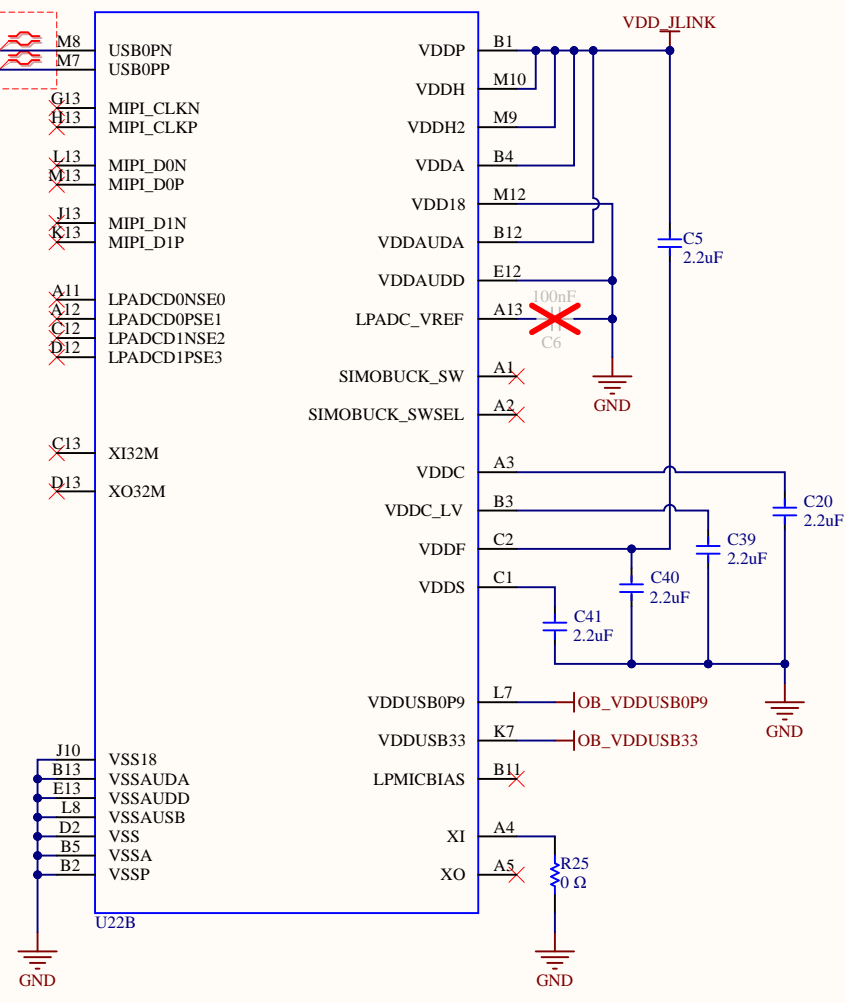 VDD_JLINK
M8 USB0PN
M7 USB0PP
G13 MIPI_CLKN
H13 MIPI_CLKP
L13 MIPI_D0N
M13 MIPI_D0P
J13 MIPI_D1N
K13 MIPI_D1P
A11 LPADCD0NSE0
A12 LPADCD0PSE1
C12 LPADCD1NSE2
D12 LPADCD1PSE3
C13 XI32M
D13 XO32M
J10 VSS18
B13 VSSAUDA
E13 VSSAUDD
L8 VSSAUSB
D2 VSS
B5 VSSA
B2 VSSP
GND
U22B
VDDP B1
VDDH M10
VDDH2 M9
VDDA B4
VDD18 M12
VDDAUDA B12
VDDAUDD E12
LPADC_VREF A13
100nF
C6
GND
SIMOBUCK_SW A1
SIMOBUCK_SWSEL A2
VDDC A3
VDDC_LV B3
VDDF C2
VDDS C1
C5
2.2uF
C20
2.2uF
C39
2.2uF
C40
2.2uF
C41
2.2uF
GND
VDDUSB0P9 L7 OB_VDDUSB0P9
VDDUSB33 K7 OB_VDDUSB33
LPMICBIAS B11
XI A4
XO A5
R25
0 Ω
GND